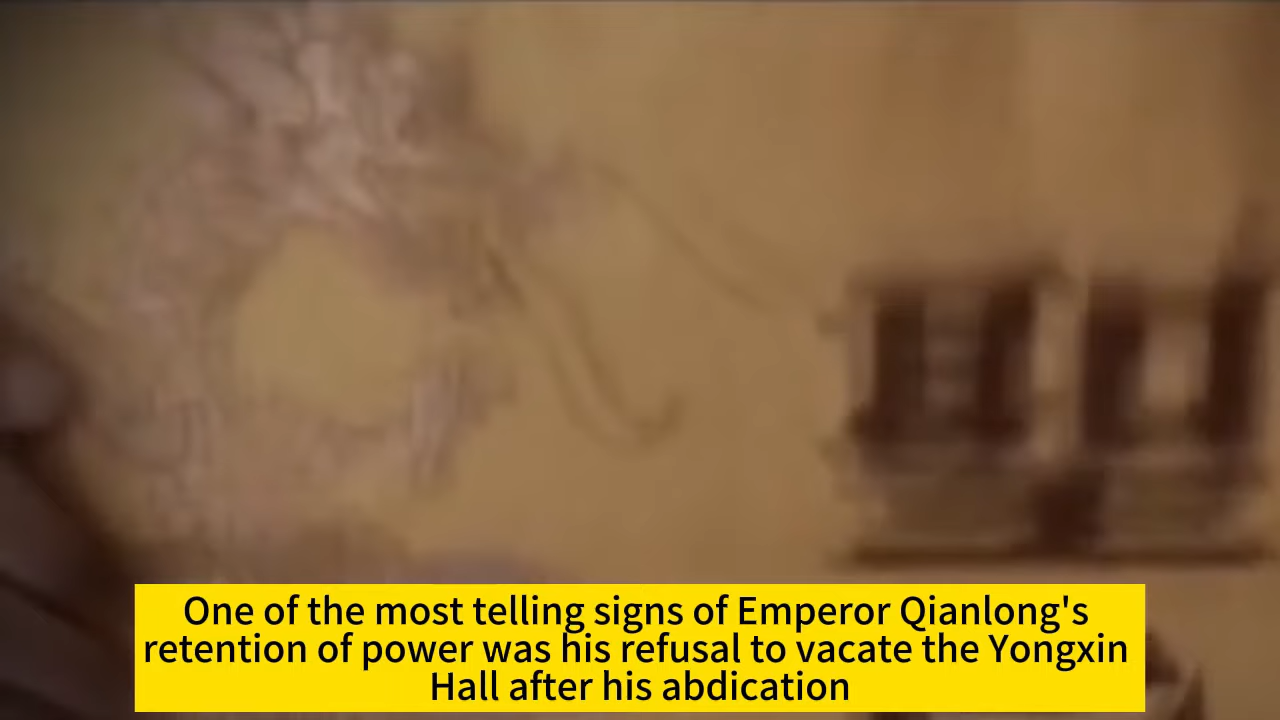 One of the most telling signs of Emperor Qianlong's
retention of power was his refusal to vacate the Yongxin
Hall after his abdication